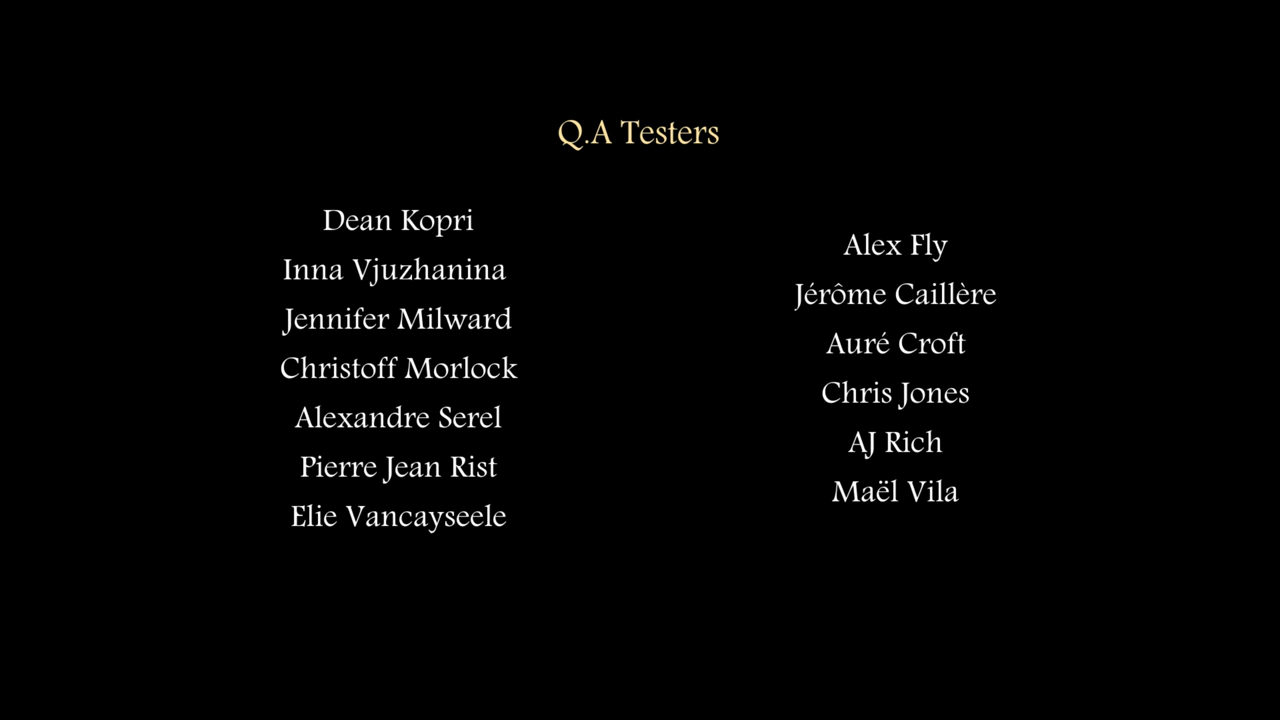 Q.A Testers
Dean Kopri
Inna Vjuzhanina
Jennifer Milward
Christoff Morlock
Alexandre Serel
Pierre Jean Rist
Elie Vancayseele
Alex Fly
Jérôme Caillère
Auré Croft
Chris Jones
AJ Rich
Maël Vila